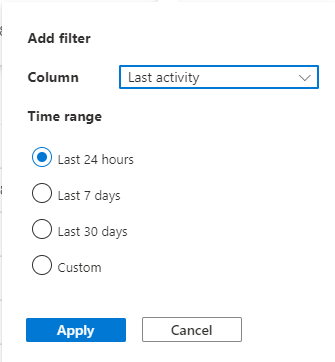 Add filter
Column Last activity
Time range
Last 24 hours
Last 7 days
Last 30 days
Custom
Apply Cancel